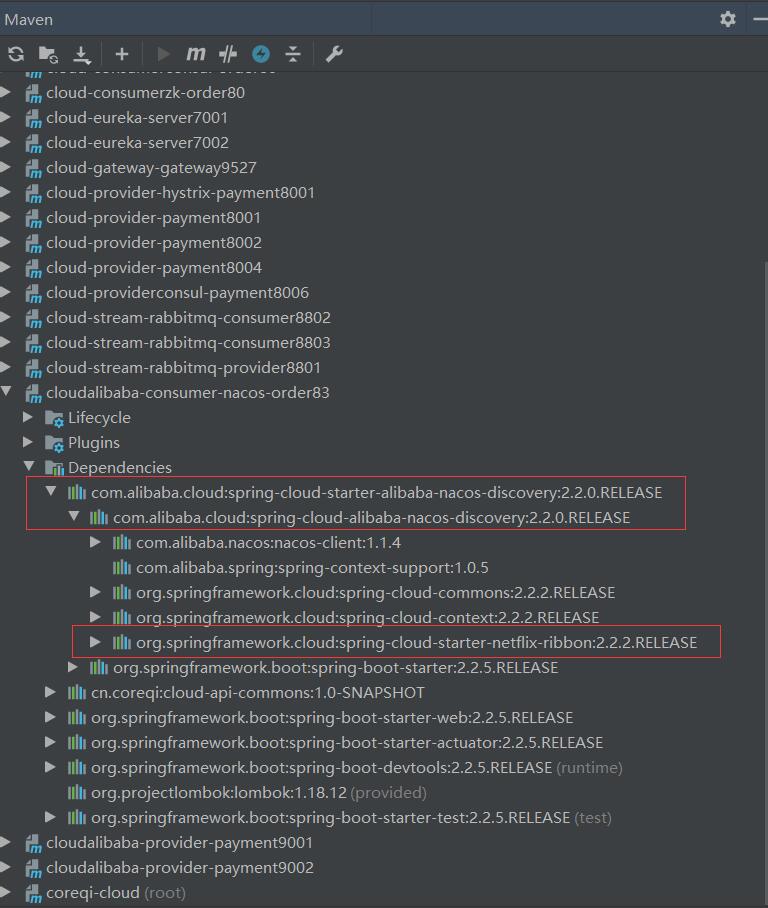 Maven
cloud-consumerzk-order80
cloud-eureka-server7001
cloud-eureka-server7002
cloud-gateway-gateway9527
cloud-provider-hystrix-payment8001
cloud-provider-payment8001
cloud-provider-payment8002
cloud-provider-payment8004
cloud-providerconsul-payment8006
cloud-stream-rabbitmq-consumer8802
cloud-stream-rabbitmq-consumer8803
cloud-stream-rabbitmq-provider8801
cloudalibaba-consumer-nacos-order83
Lifecycle
Plugins
Dependencies
com.alibaba.cloud:spring-cloud-starter-alibaba-nacos-discovery:2.2.0.RELEASE
com.alibaba.cloud:spring-cloud-alibaba-nacos-discovery:2.2.0.RELEASE
com.alibaba.nacos:nacos-client:1.1.4
com.alibaba.spring:spring-context-support:1.0.5
org.springframework.cloud:spring-cloud-commons:2.2.2.RELEASE
org.springframework.cloud:spring-cloud-context:2.2.2.RELEASE
org.springframework.cloud:spring-cloud-starter-netflix-ribbon:2.2.2.RELEASE
org.springframework.boot:spring-boot-starter:2.2.5.RELEASE
cn.coreqi:cloud-api-commons:1.0-SNAPSHOT
org.springframework.boot:spring-boot-starter-web:2.2.5.RELEASE
org.springframework.boot:spring-boot-starter-actuator:2.2.5.RELEASE
org.springframework.boot:spring-boot-devtools:2.2.5.RELEASE (runtime)
org.projectlombok:lombok:1.18.12 (provided)
org.springframework.boot:spring-boot-starter-test:2.2.5.RELEASE (test)
cloudalibaba-provider-payment9001
cloudalibaba-provider-payment9002
coreqi-cloud (root)